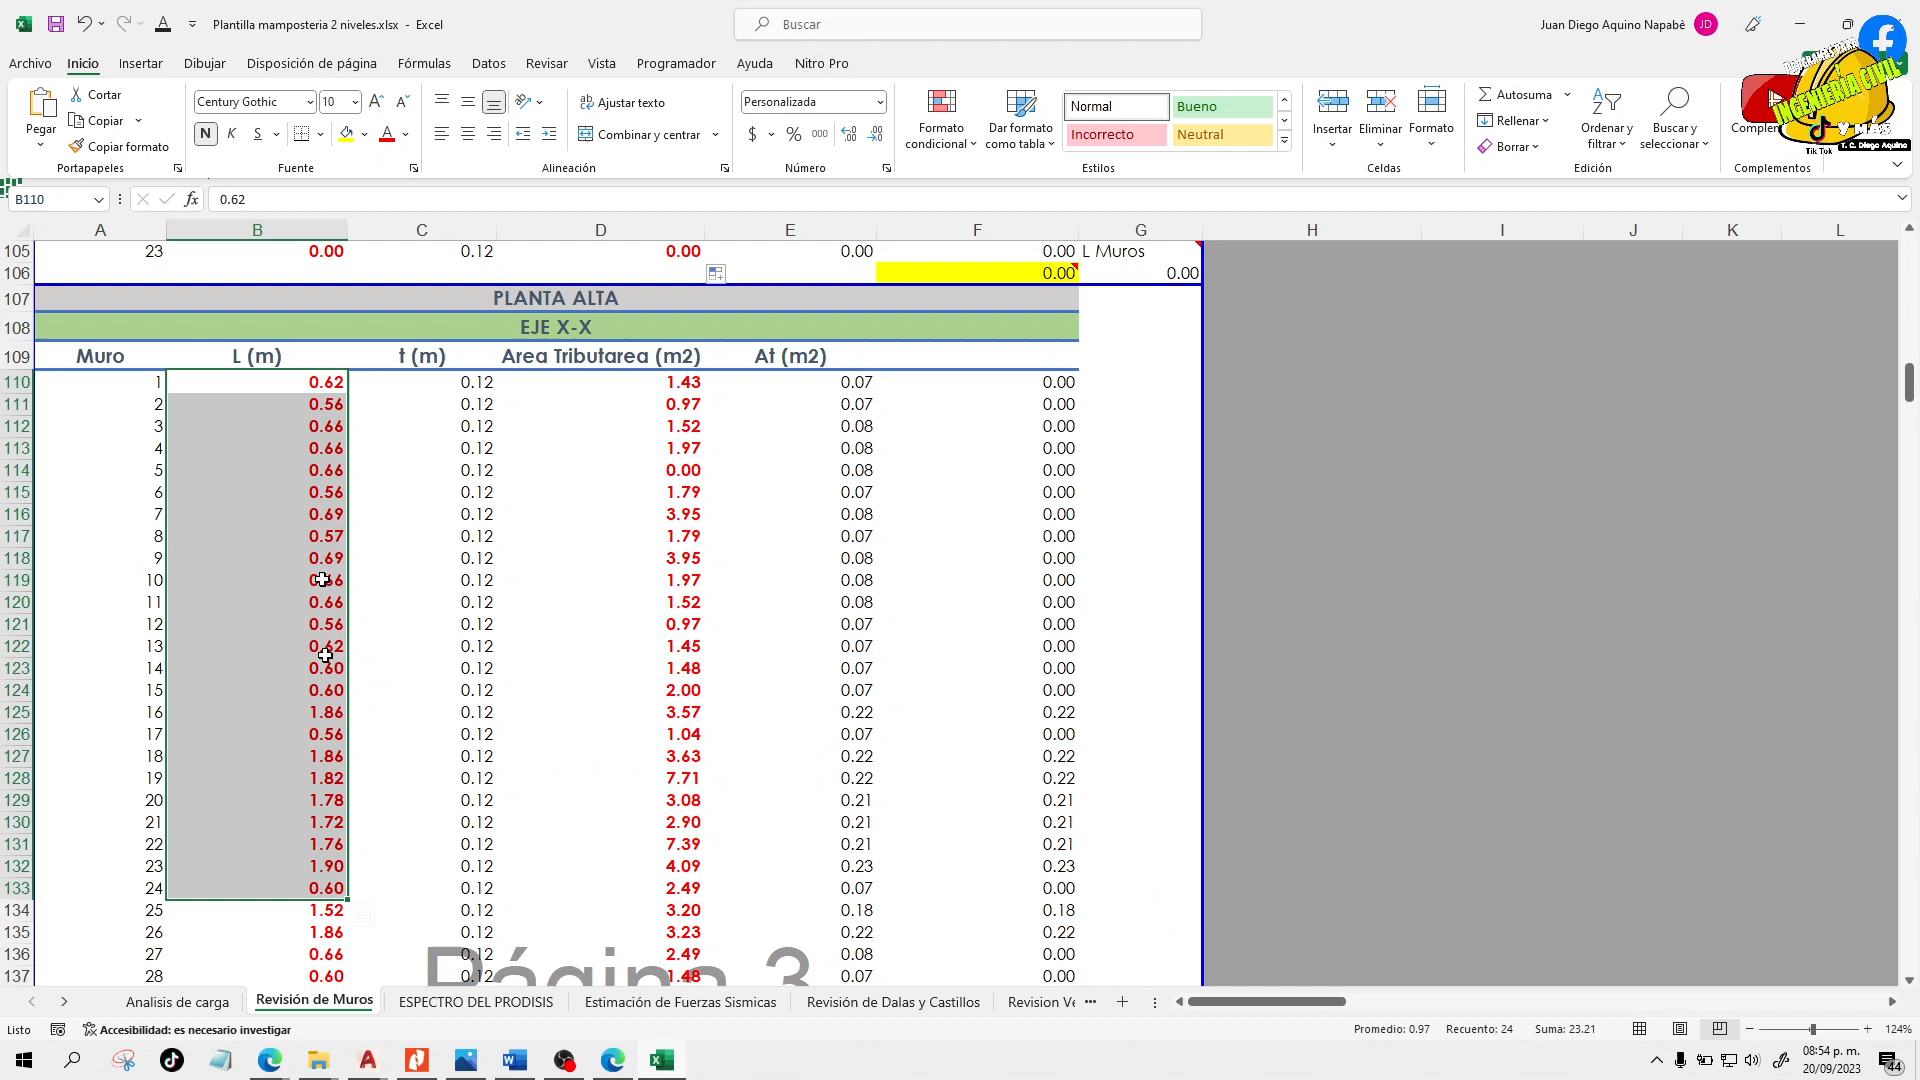 Plantilla mamposteria 2 niveles.xlsx - Excel
Buscar
Juan Diego Aquino Napabè JD
Archivo Inicio Insertar Dibujar Disposición de página Fórmulas Datos Revisar Vista Programador Ayuda Nitro Pro
INGENIERÍA CIVIL
Y MÁS
Tik Tok
T. C. Diego Aquino
Pegar
Cortar
Copiar
Copiar formato
Portapapeles
Century Gothic 10
N K S
Fuente
Ajustar texto
Combinar y centrar
Alineación
Personalizada
$ % 000
Número
Formato condicional
Dar formato como tabla
Normal Bueno
Incorrecto Neutral
Estilos
Insertar Eliminar Formato
Celdas
Autosuma
Rellenar
Borrar
Ordenar y filtrar
Buscar y seleccionar
Edición
Complementos
B110 fx 0.62
A B C D E F G H I J K L
105 23 0.00 0.12 0.00 0.00 0.00 L Muros
106 0.00 0.00
107 PLANTA ALTA
108 EJE X-X
109 Muro L (m) t (m) Area Tributarea (m2) At (m2)
110 1 0.62 0.12 1.43 0.07 0.00
111 2 0.56 0.12 0.97 0.07 0.00
112 3 0.66 0.12 1.52 0.08 0.00
113 4 0.66 0.12 1.97 0.08 0.00
114 5 0.66 0.12 0.00 0.08 0.00
115 6 0.56 0.12 1.79 0.07 0.00
116 7 0.69 0.12 3.95 0.08 0.00
117 8 0.57 0.12 1.79 0.07 0.00
118 9 0.69 0.12 3.95 0.08 0.00
119 10 0.12 1.97 0.08 0.00
120 11 0.66 0.12 1.52 0.08 0.00
121 12 0.56 0.12 0.97 0.07 0.00
122 13 0.62 0.12 1.45 0.07 0.00
123 14 0.60 0.12 1.48 0.07 0.00
124 15 0.60 0.12 2.00 0.07 0.00
125 16 1.86 0.12 3.57 0.22 0.22
126 17 0.56 0.12 1.04 0.07 0.00
127 18 1.86 0.12 3.63 0.22 0.22
128 19 1.82 0.12 7.71 0.22 0.22
129 20 1.78 0.12 3.08 0.21 0.21
130 21 1.72 0.12 2.90 0.21 0.21
131 22 1.76 0.12 7.39 0.21 0.21
132 23 1.90 0.12 4.09 0.23 0.23
133 24 0.60 0.12 2.49 0.07 0.00
134 25 1.52 0.12 3.20 0.18 0.18
135 26 1.86 0.12 3.23 0.22 0.22
136 27 0.66 0.12 2.49 0.08 0.00
137 28 0.60 0.12 1.48 0.07 0.00
Página 3
Analisis de carga Revisión de Muros ESPECTRO DEL PRODISIS Estimación de Fuerzas Sismicas Revisión de Dalas y Castillos Revision Ve
Listo Accesibilidad: es necesario investigar Promedio: 0.97 Recuento: 24 Suma: 23.21 124%
08:54 p. m.
20/09/2023
44